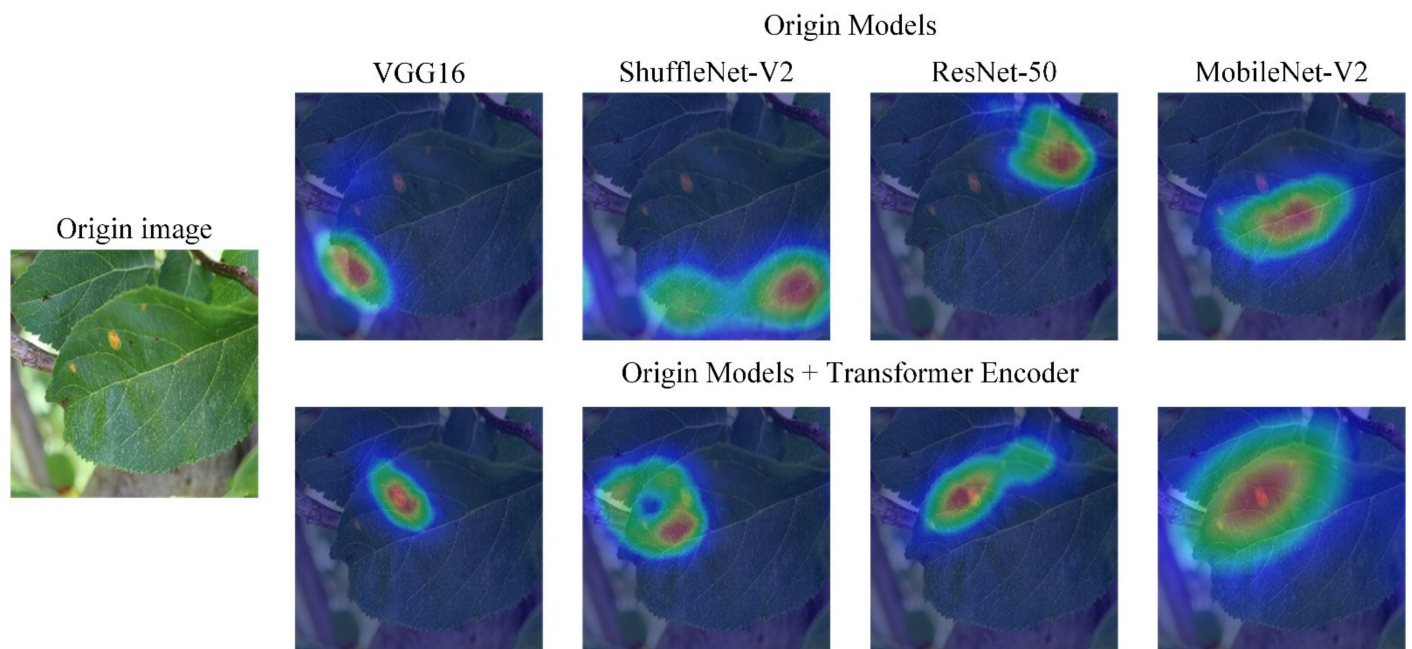 Origin Models
VGG16 ShuffleNet-V2 ResNet-50 MobileNet-V2
Origin image
Origin Models + Transformer Encoder